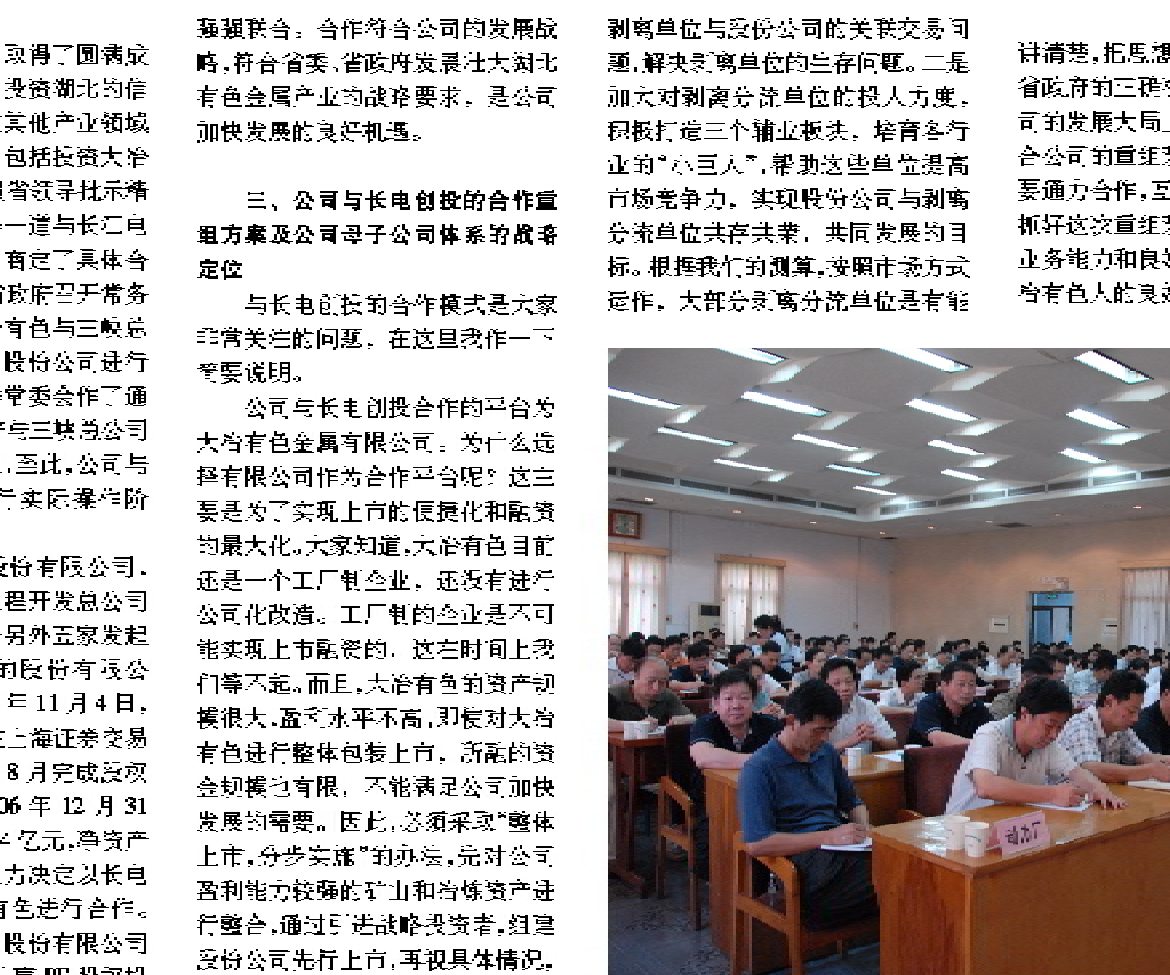 取得了圆满成
投资湖北的信
其他产业领域
包括投资大冶
省领导批示精
一道与长江电
商定了具体合
省政府召开常务
有色与三峡总
股份公司进行
常委会作了通
与三峡总公司
至此,公司与
行实际操作阶
股份有限公司,
程开发总公司
另外五家发起
的股份有限公
年11月4日,
上海证券交易
8月完成股权
06年12月31
亿元,净资产
力决定以长电
有色进行合作。
股份有限公司
强强联合。合作符合公司的发展战
略,符合省委、省政府发展壮大湖北
有色金属产业的战略要求,是公司
加快发展的良好机遇。
三、公司与长电创投的合作重
组方案及公司母子公司体系的战略
定位
与长电创投的合作模式是大家
非常关注的问题,在这里我作一下
简要说明。
公司与长电创投合作的平台为
大冶有色金属有限公司。为什么选
择有限公司作为合作平台呢?这主
要是为了实现上市的便捷化和融资
的最大化。大家知道,大冶有色目前
还是一个工厂制企业,还没有进行
公司化改造。工厂制的企业是不可
能实现上市融资的,这在时间上我
们等不起。而且,大冶有色的资产规
模很大,盈利水平不高,即使对大冶
有色进行整体包装上市,所融的资
金规模也有限,不能满足公司加快
发展的需要。因此,必须采取“整体
上市,分步实施”的办法,先对公司
盈利能力较强的矿山和冶炼资产进
行整合,通过引进战略投资者,组建
股份公司先行上市,再视具体情况,
剥离单位与股份公司的关联交易问
题,解决剥离单位的生存问题。二是
加大对剥离分流单位的投入力度,
积极打造三个辅业板块,培育各行
业的“小巨人”,帮助这些单位提高
市场竞争力,实现股份公司与剥离
分流单位共存共荣,共同发展的目
标。根据我们的测算,按照市场方式
运作,大部分剥离分流单位是有能
讲清楚,把思想
省政府的正确
司的发展大局
合公司的重组
要通力合作,互
抓好这次重组
业务能力和良好
冶有色人的良
动力厂